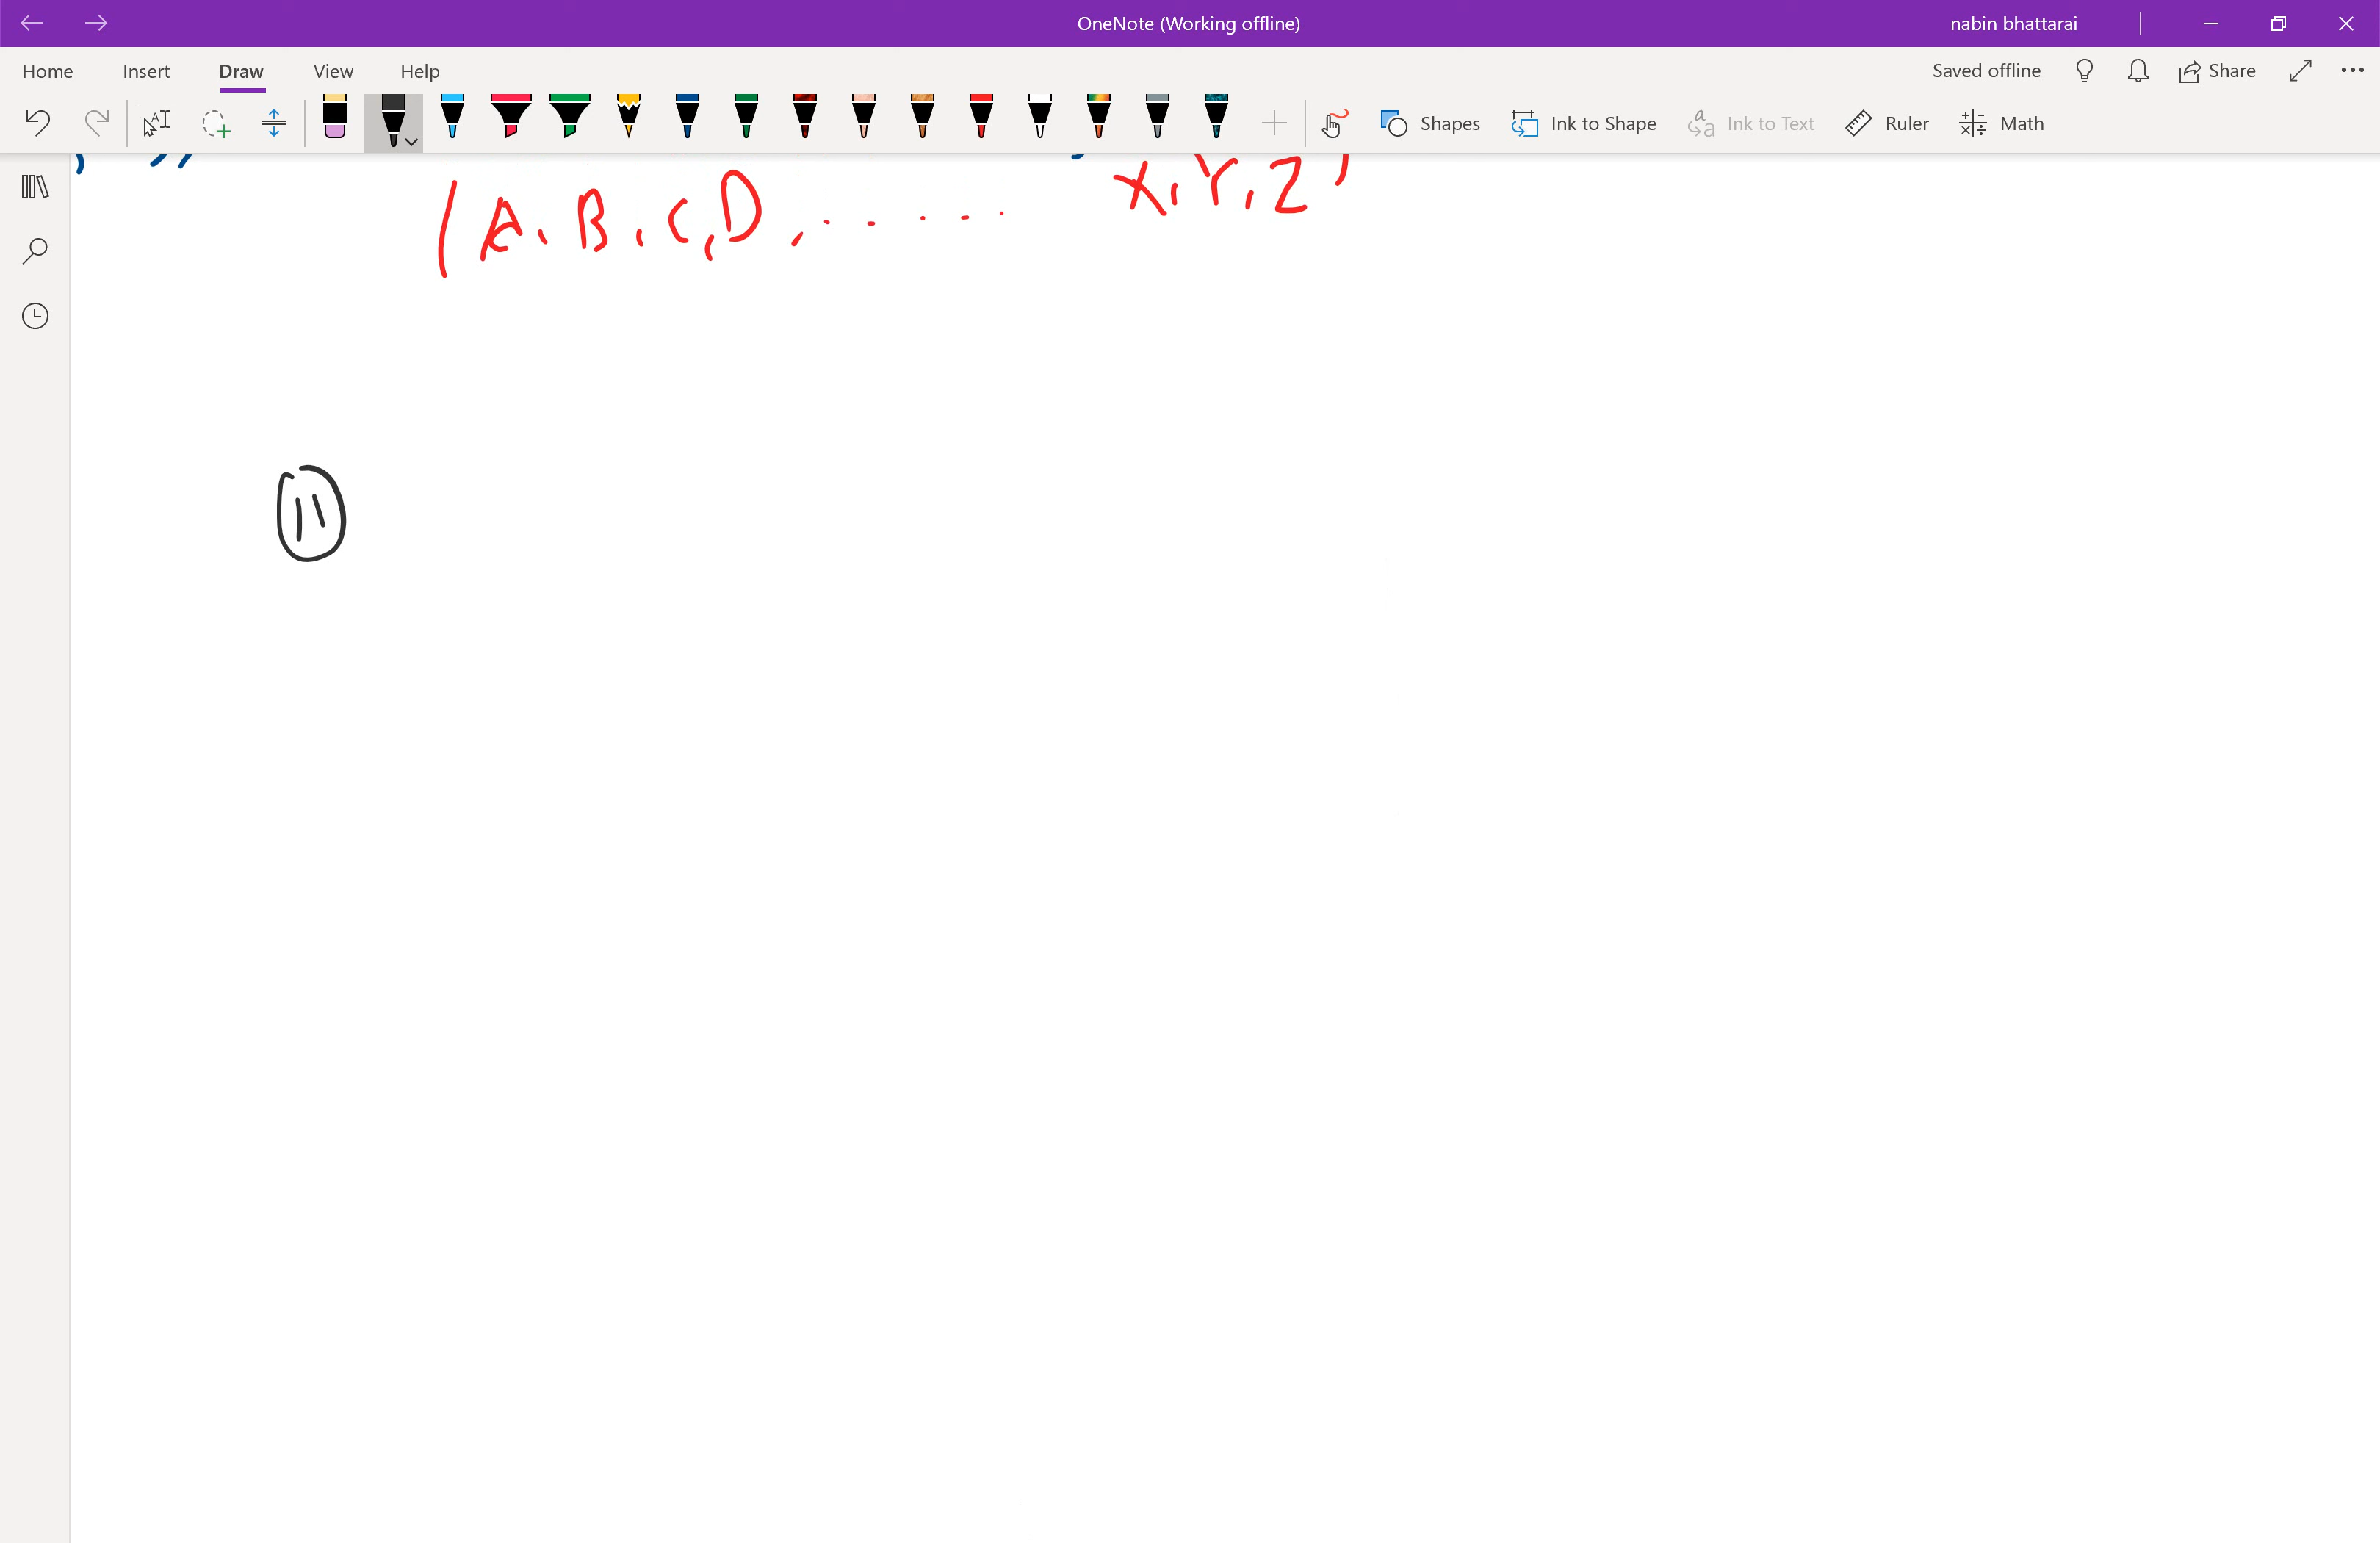 OneNote (Working offline)
nabin bhattarai
Home Insert Draw View Help
Saved offline
Share
Shapes
Ink to Shape
Ink to Text
Ruler
Math
(A, B, C, D, ...... X, Y, Z)
11